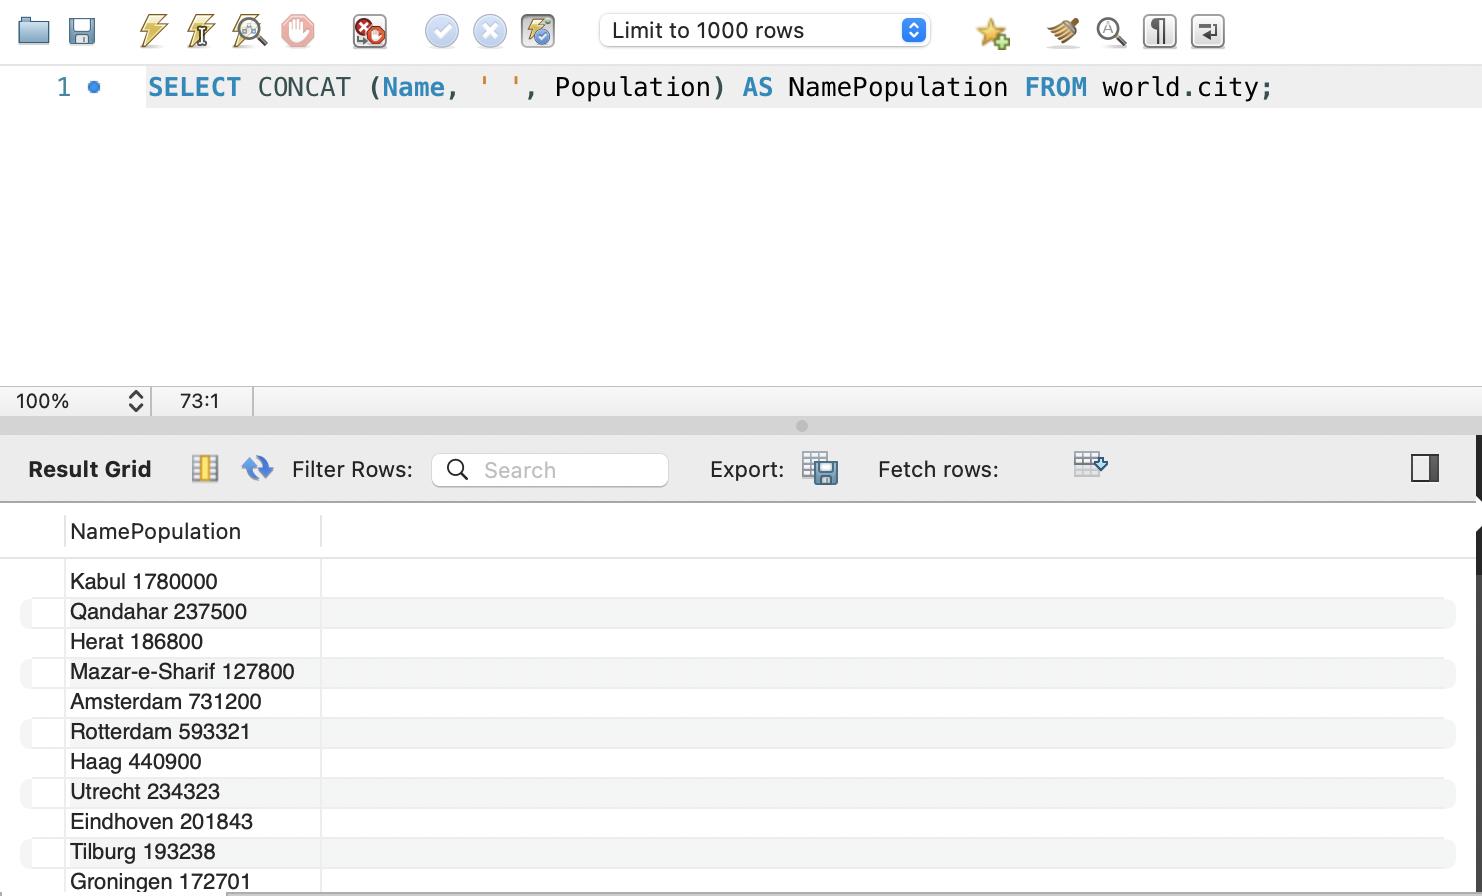 Limit to 1000 rows
1 SELECT CONCAT (Name, ' ', Population) AS NamePopulation FROM world.city;
100% 73:1
Result Grid Filter Rows: Search Export: Fetch rows:
NamePopulation
Kabul 1780000
Qandahar 237500
Herat 186800
Mazar-e-Sharif 127800
Amsterdam 731200
Rotterdam 593321
Haag 440900
Utrecht 234323
Eindhoven 201843
Tilburg 193238
Groningen 172701